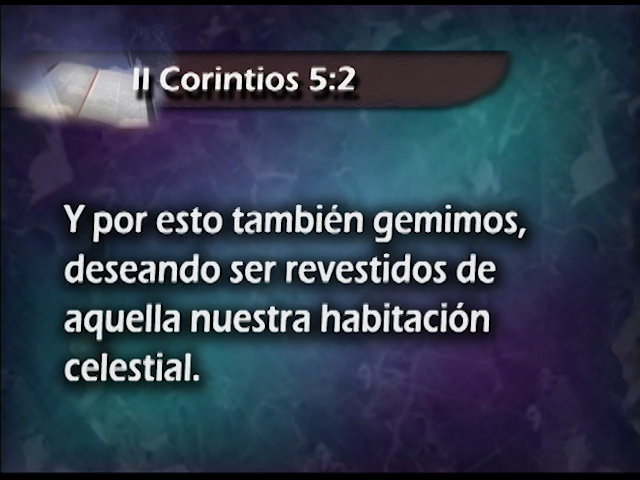 II Corintios 5:2
Y por esto también gemimos,
deseando ser revestidos de
aquella nuestra habitación
celestial.